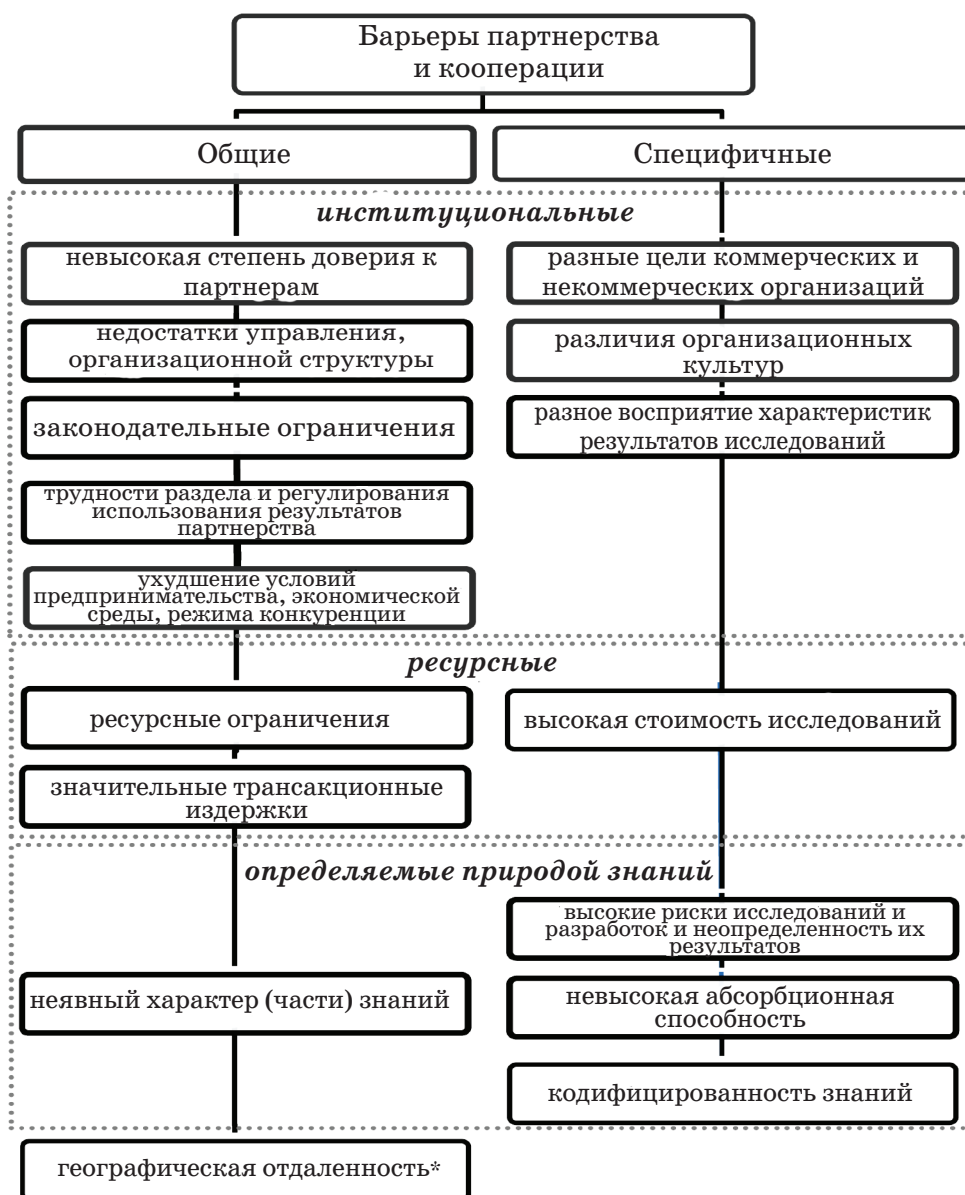 Барьеры партнерства
и кооперации
Общие
Специфичные
институциональные
невысокая степень доверия к
партнерам
разные цели коммерческих и
некоммерческих организаций
недостатки управления,
организационной структуры
различия организационных
культур
законодательные ограничения
разное восприятие характеристик
результатов исследований
трудности раздела и регулирования
использования результатов
партнерства
ухудшение условий
предпринимательства, экономической
среды, режима конкуренции
ресурсные
ресурсные ограничения
высокая стоимость исследований
значительные трансакционные
издержки
определяемые природой знаний
высокие риски исследований и
разработок и неопределенность их
результатов
неявный характер (части) знаний
невысокая абсорбционная
способность
кодифицированность знаний
географическая отдаленность*